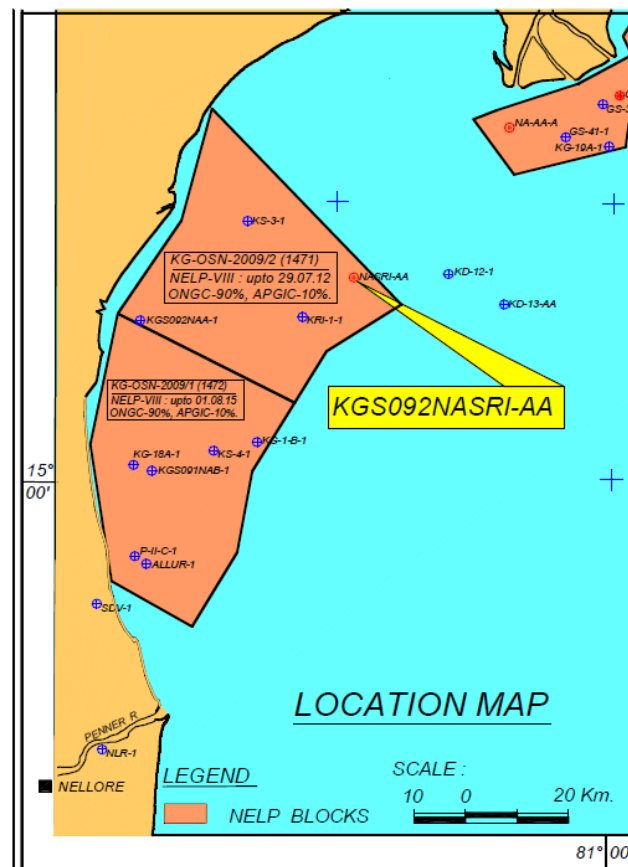 NA-AA-A
GS-41-1
KG-19A-1
KS-3-1
KG-OSN-2009/2 (1471)
NELP-VIII : upto 29.07.12
ONGC-90%, APGIC-10%.
NASRI-AA
KD-12-1
KD-13-AA
KGS092NAA-1
KRI-1-1
KGS092NASRI-AA
KG-OSN-2009/1 (1472)
NELP-VIII : upto 01.08.15
ONGC-90%, APGIC-10%.
KG-1-B-1
KS-4-1
KG-18A-1
KGS091NAB-1
15°
00'
P-II-C-1
ALLUR-1
SDV-1
LOCATION MAP
PENNER R
NLR-1
NELLORE
LEGEND
NELP BLOCKS
SCALE :
10 0 20 Km.
81° 00